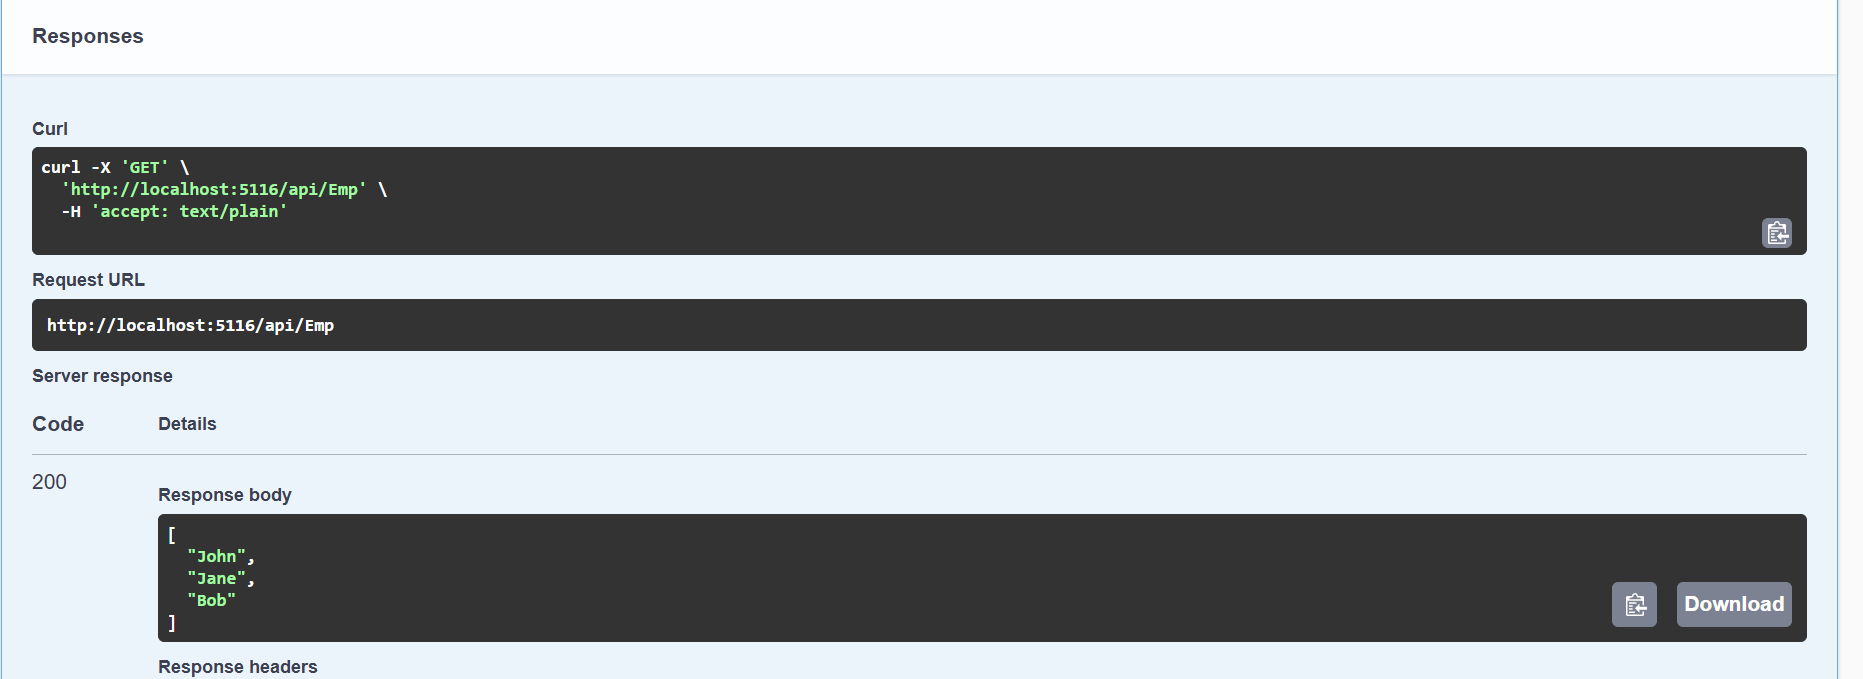 Responses
Curl
curl -X 'GET' \
  'http://localhost:5116/api/Emp' \
  -H 'accept: text/plain'
Request URL
http://localhost:5116/api/Emp
Server response
Code Details
200
Response body
[
  "John",
  "Jane",
  "Bob"
]
Download
Response headers